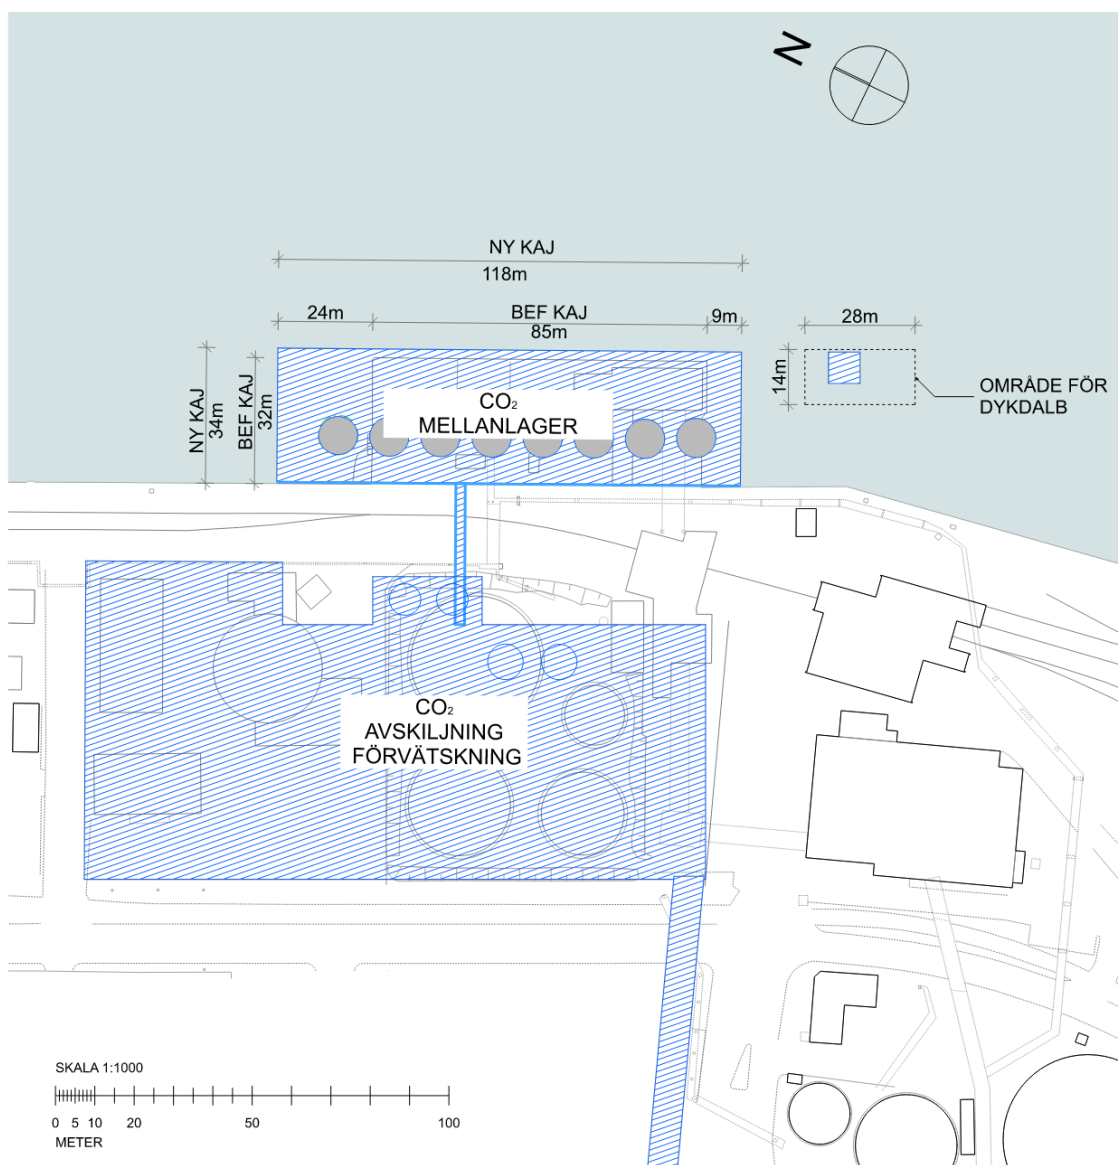 N
NY KAJ
118m
24m
BEF KAJ
85m
9m
28m
NY KAJ
34m
BEF KAJ
32m
14m
CO₂
MELLANLAGER
OMRÅDE FÖR
DYKDALB
CO₂
AVSKILJNING
FÖRVÄTSKNING
SKALA 1:1000
0 5 10 20 50 100
METER